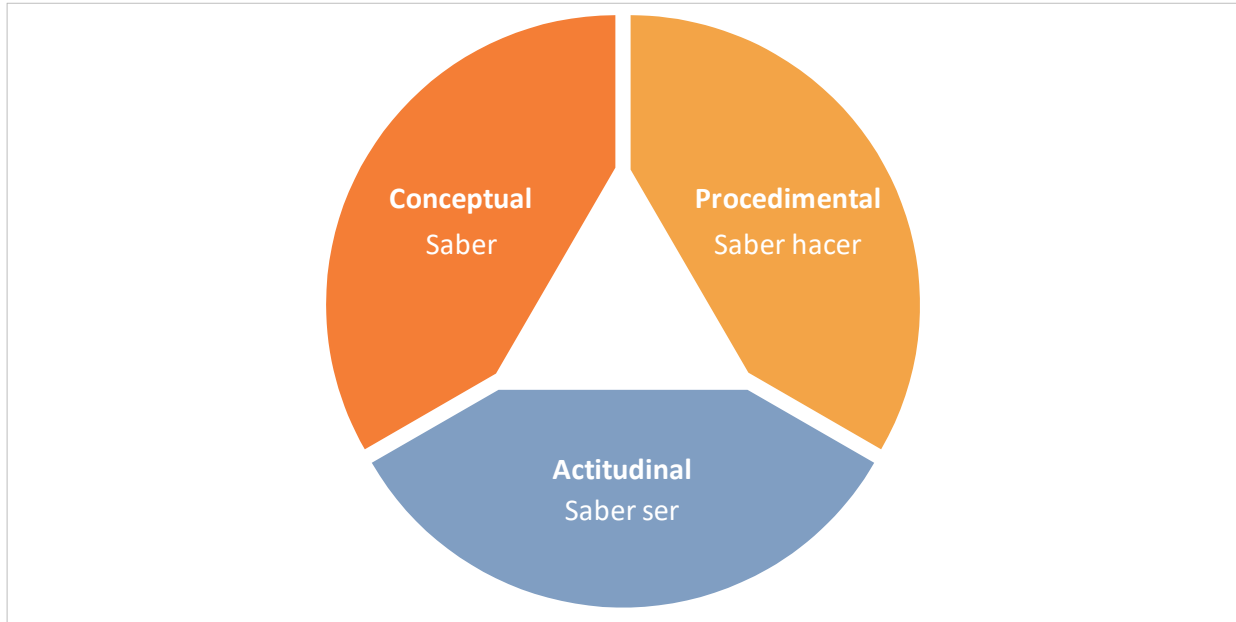 Conceptual
Saber
Procedimental
Saber hacer
Actitudinal
Saber ser